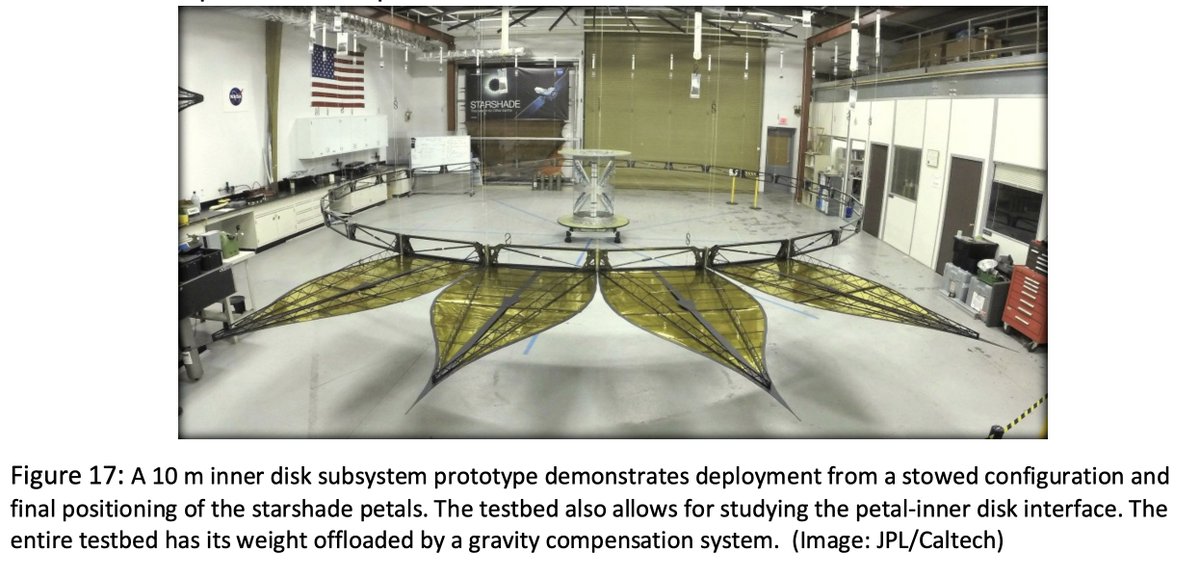 NASA
STARSHADE
Figure 17: A 10 m inner disk subsystem prototype demonstrates deployment from a stowed configuration and
final positioning of the starshade petals. The testbed also allows for studying the petal-inner disk interface. The
entire testbed has its weight offloaded by a gravity compensation system. (Image: JPL/Caltech)